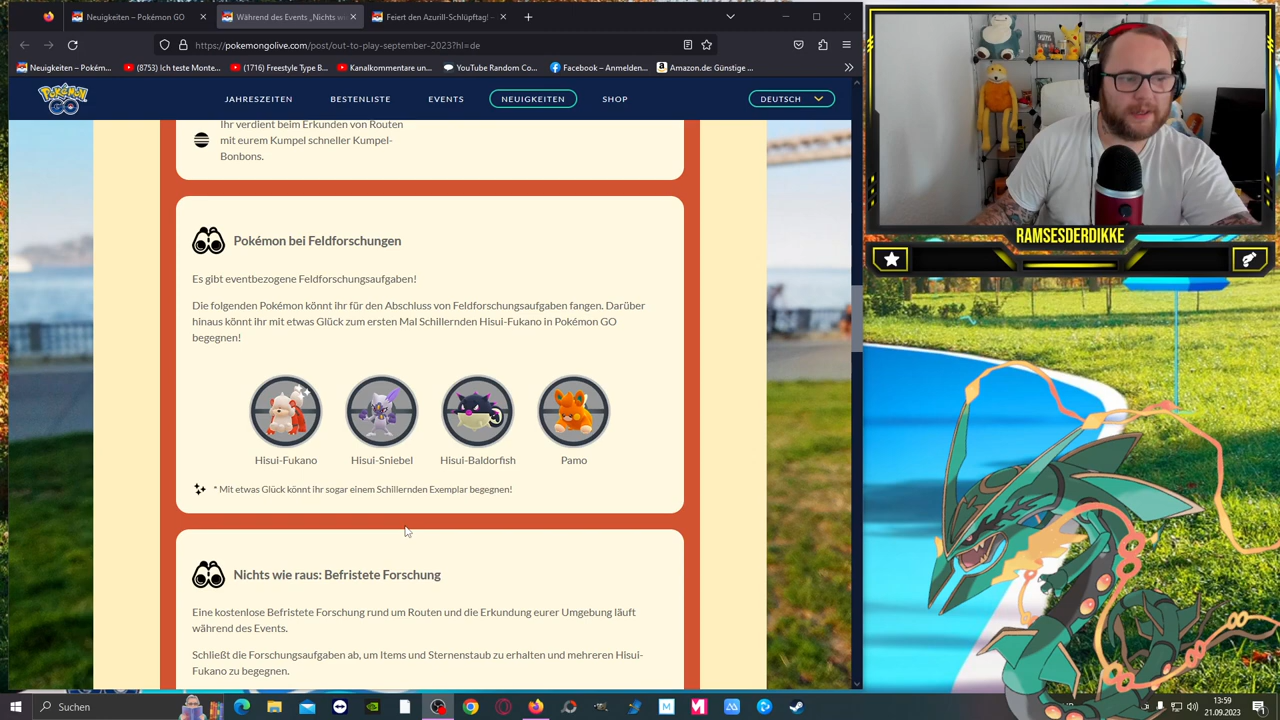 Neuigkeiten – Pokémon GO
Während des Events „Nichts wi
Feiert den Azurill-Schlüpftag! –
https://pokemongolive.com/post/out-to-play-september-2023?hl=de
Neuigkeiten – Pokém...
(8753) Ich teste Monte...
(1716) Freestyle Type B...
Kanalkommentare un...
YouTube Random Co...
Facebook – Anmelden...
Amazon.de: Günstige ...
Pokémon GO
JAHRESZEITEN
BESTENLISTE
EVENTS
NEUIGKEITEN
SHOP
DEUTSCH
Ihr verdient beim Erkunden von Routen
mit eurem Kumpel schneller Kumpel-
Bonbons.
Pokémon bei Feldforschungen
Es gibt eventbezogene Feldforschungsaufgaben!
Die folgenden Pokémon könnt ihr für den Abschluss von Feldforschungsaufgaben fangen. Darüber
hinaus könnt ihr mit etwas Glück zum ersten Mal Schillernden Hisui-Fukano in Pokémon GO
begegnen!
Hisui-Fukano
Hisui-Sniebel
Hisui-Baldorfish
Pamo
* Mit etwas Glück könnt ihr sogar einem Schillernden Exemplar begegnen!
Nichts wie raus: Befristete Forschung
Eine kostenlose Befristete Forschung rund um Routen und die Erkundung eurer Umgebung läuft
während des Events.
Schließt die Forschungsaufgaben ab, um Items und Sternenstaub zu erhalten und mehreren Hisui-
Fukano zu begegnen.
RAMSESDERDIKKE
Suchen
13:59
21.09.2023